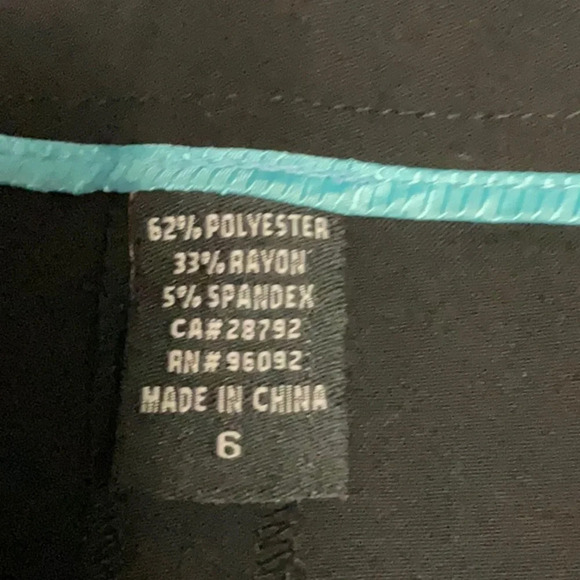 62% POLYESTER
33% RAYON
5% SPANDEX
CA#28792
RN#96092
MADE IN CHINA
6